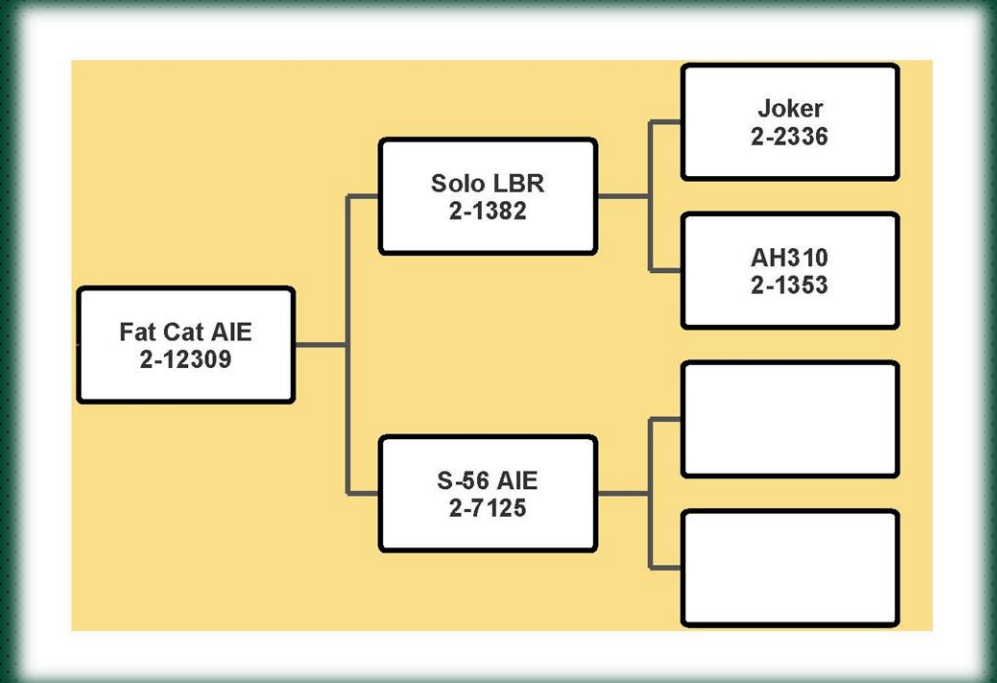 Joker
2-2336
Solo LBR
2-1382
AH310
2-1353
Fat Cat AIE
2-12309
S-56 AIE
2-7125